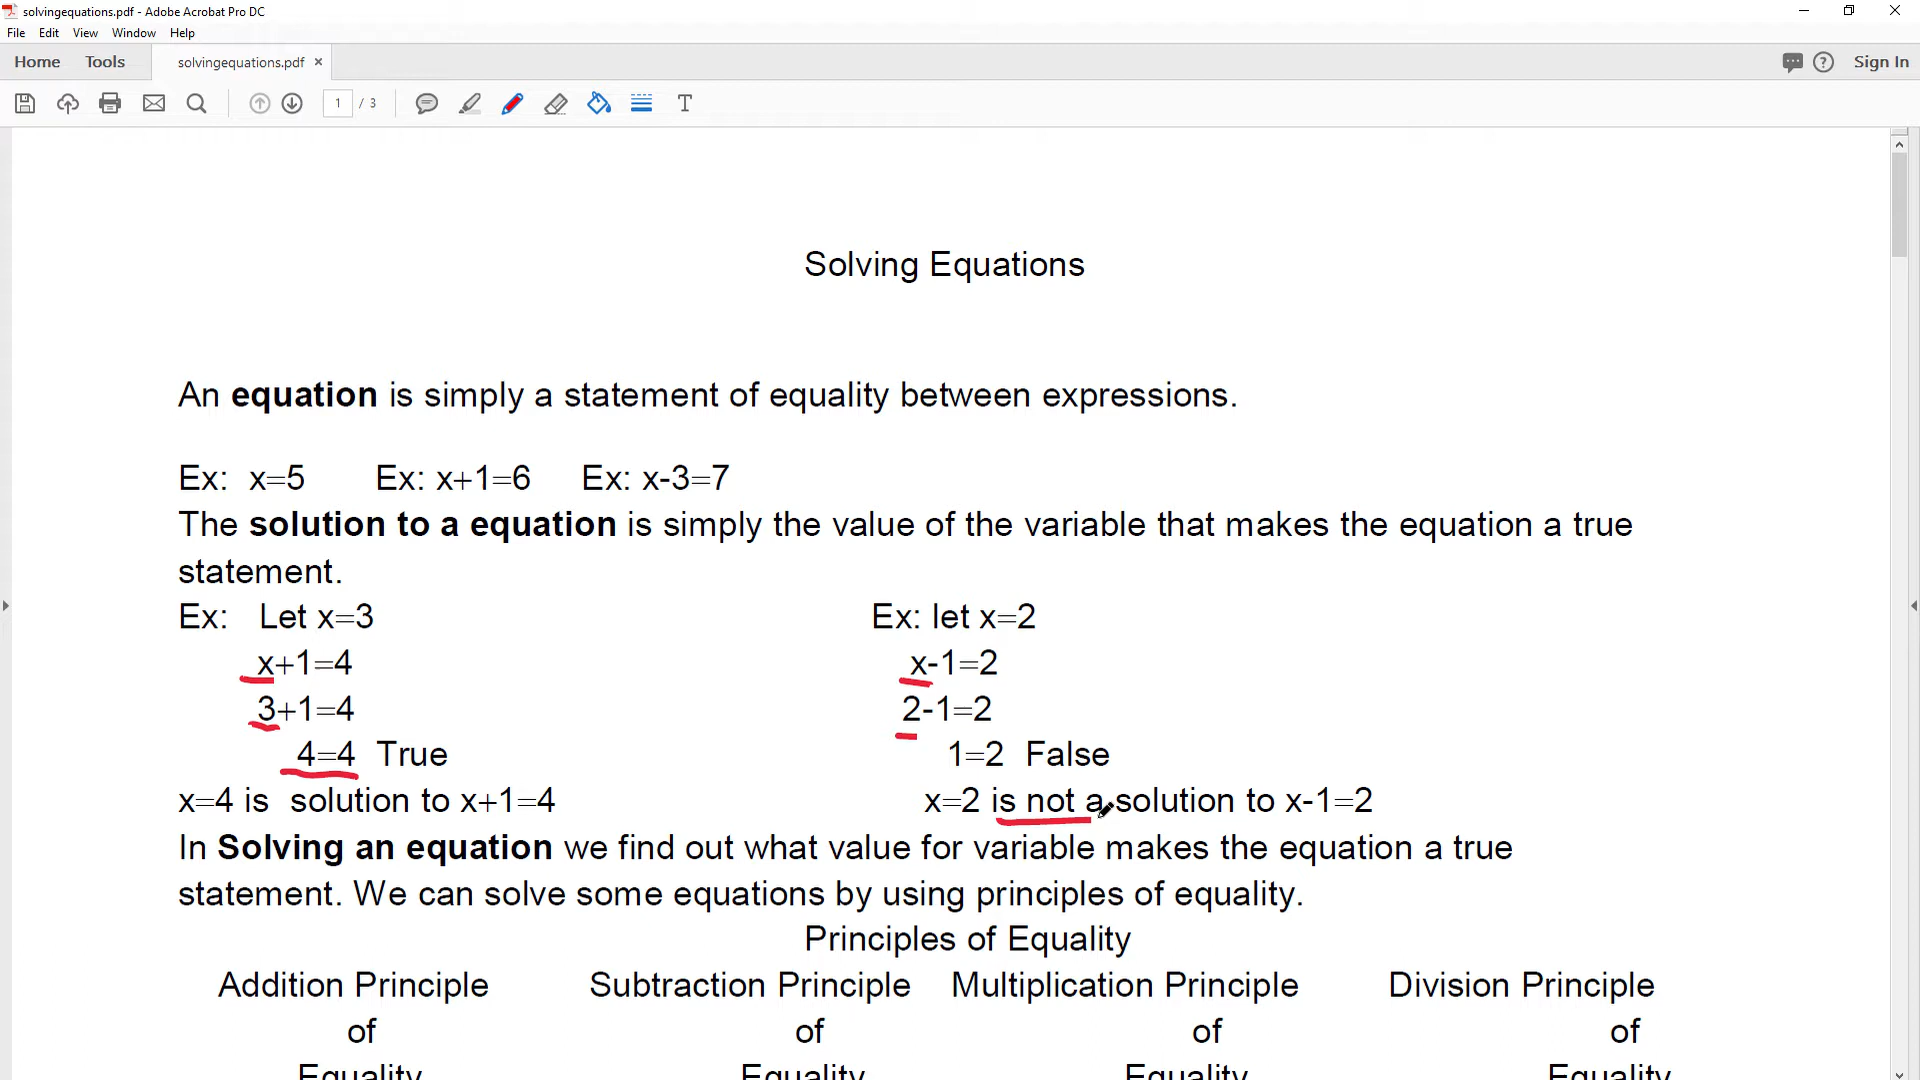 solvingequations.pdf - Adobe Acrobat Pro DC
File Edit View Window Help
Home Tools solvingequations.pdf × Sign In
1 / 3
Solving Equations
An equation is simply a statement of equality between expressions.
Ex: x=5 Ex: x+1=6 Ex: x-3=7
The solution to a equation is simply the value of the variable that makes the equation a true
statement.
Ex: Let x=3 Ex: let x=2
x+1=4 x-1=2
3+1=4 2-1=2
4=4 True 1=2 False
x=4 is solution to x+1=4 x=2 is not a solution to x-1=2
In Solving an equation we find out what value for variable makes the equation a true
statement. We can solve some equations by using principles of equality.
Principles of Equality
Addition Principle Subtraction Principle Multiplication Principle Division Principle
of of of of
Equality Equality Equality Equality